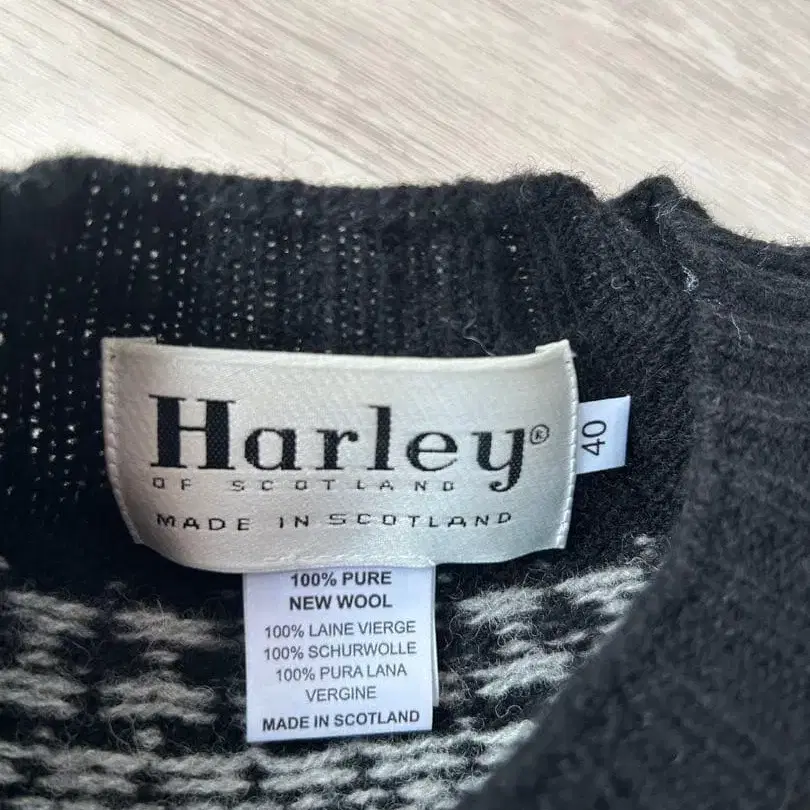 Harley®
OF SCOTLAND
MADE IN SCOTLAND
40
100% PURE
NEW WOOL
100% LAINE VIERGE
100% SCHURWOLLE
100% PURA LANA
VERGINE
MADE IN SCOTLAND